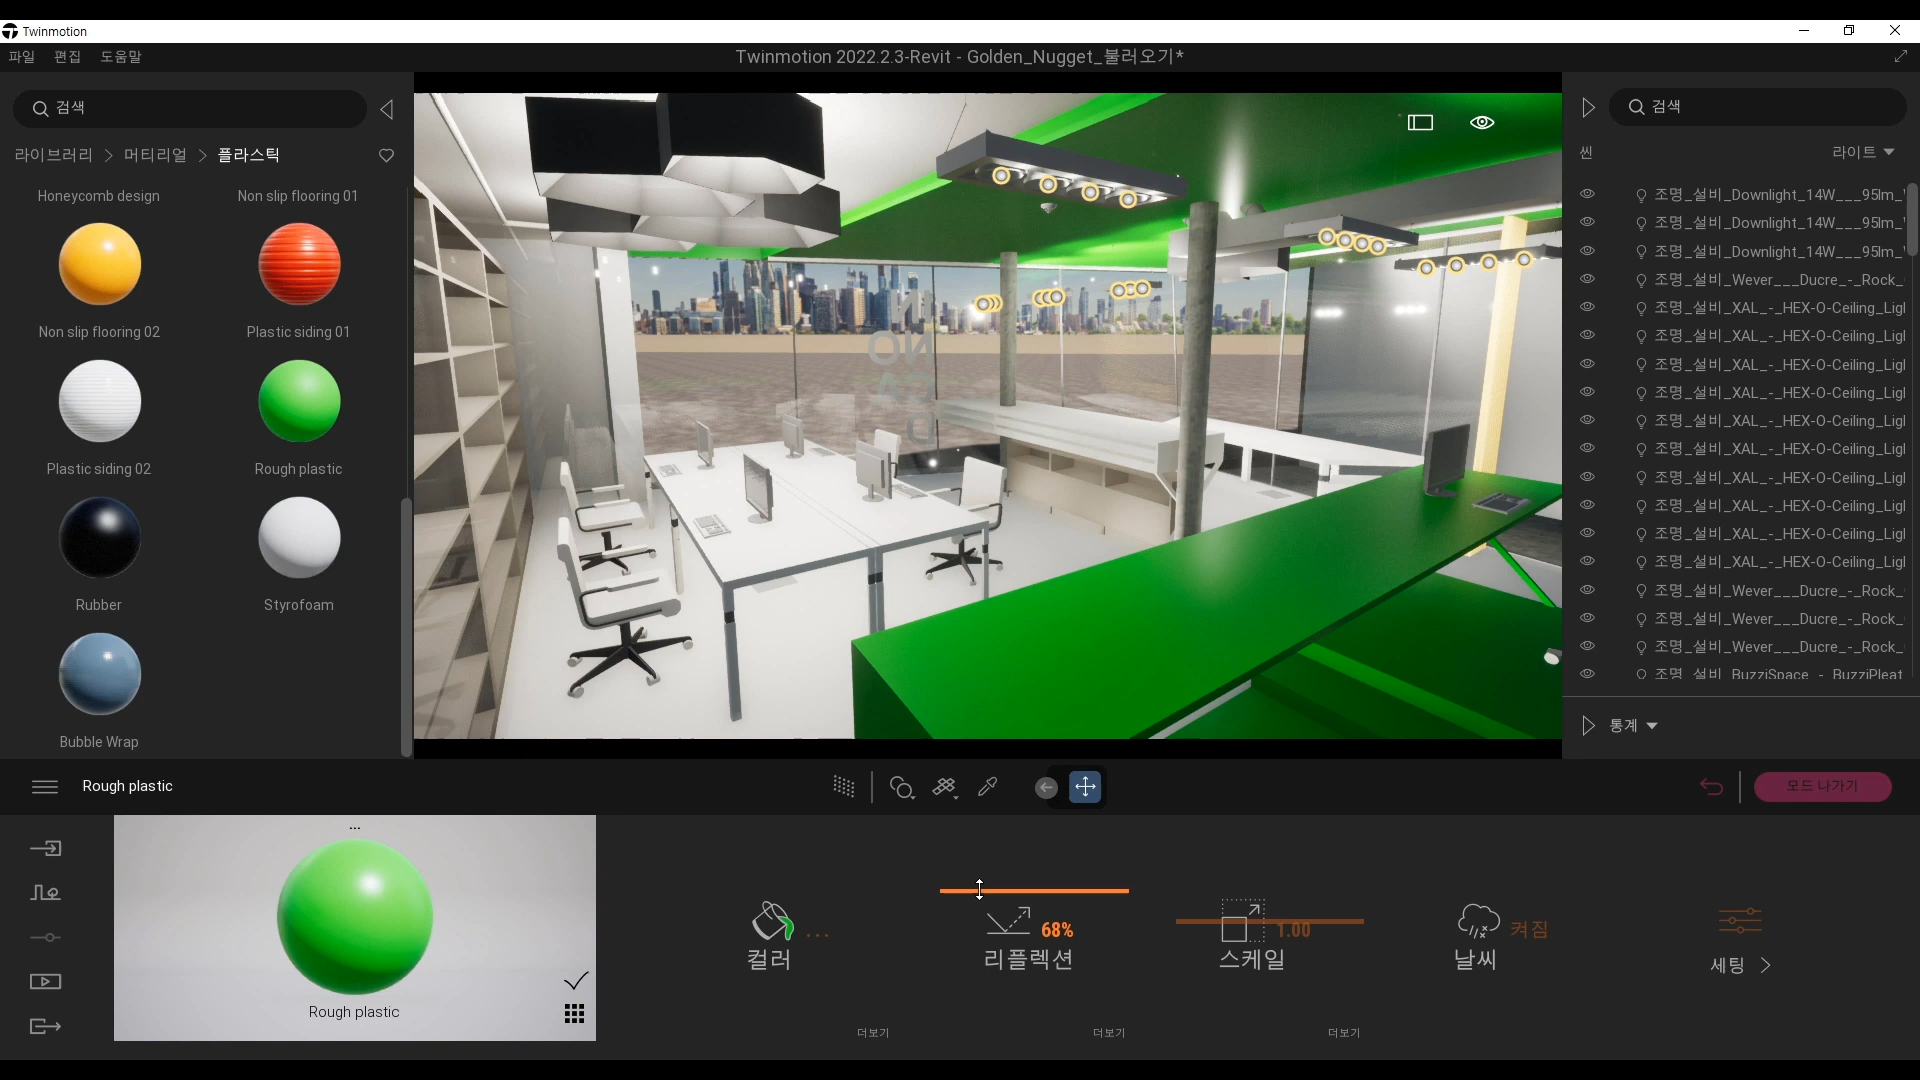 Twinmotion
파일 편집 도움말
Twinmotion 2022.2.3-Revit - Golden_Nugget_불러오기*
검색
라이브러리 > 머티리얼 > 플라스틱
Honeycomb design
Non slip flooring 01
Non slip flooring 02
Plastic siding 01
Plastic siding 02
Rough plastic
Rubber
Styrofoam
Bubble Wrap
검색
씬
라이트
조명_설비_Downlight_14W___95lm_
조명_설비_Downlight_14W___95lm_
조명_설비_Downlight_14W___95lm_
조명_설비_Wever___Ducre_-_Rock_
조명_설비_XAL_-_HEX-O-Ceiling_Ligl
조명_설비_XAL_-_HEX-O-Ceiling_Ligl
조명_설비_XAL_-_HEX-O-Ceiling_Ligl
조명_설비_XAL_-_HEX-O-Ceiling_Ligl
조명_설비_XAL_-_HEX-O-Ceiling_Ligl
조명_설비_XAL_-_HEX-O-Ceiling_Ligl
조명_설비_XAL_-_HEX-O-Ceiling_Ligl
조명_설비_XAL_-_HEX-O-Ceiling_Ligl
조명_설비_XAL_-_HEX-O-Ceiling_Ligl
조명_설비_XAL_-_HEX-O-Ceiling_Ligl
조명_설비_Wever___Ducre_-_Rock_
조명_설비_Wever___Ducre_-_Rock_
조명_설비_Wever___Ducre_-_Rock_
조명_설비_BuzziSpace_-_BuzziPleat
통계
Rough plastic
모드 나가기
...
Rough plastic
컬러 ...
더보기
68%
리플렉션
더보기
1.00
스케일
더보기
켜짐
날씨
세팅 >